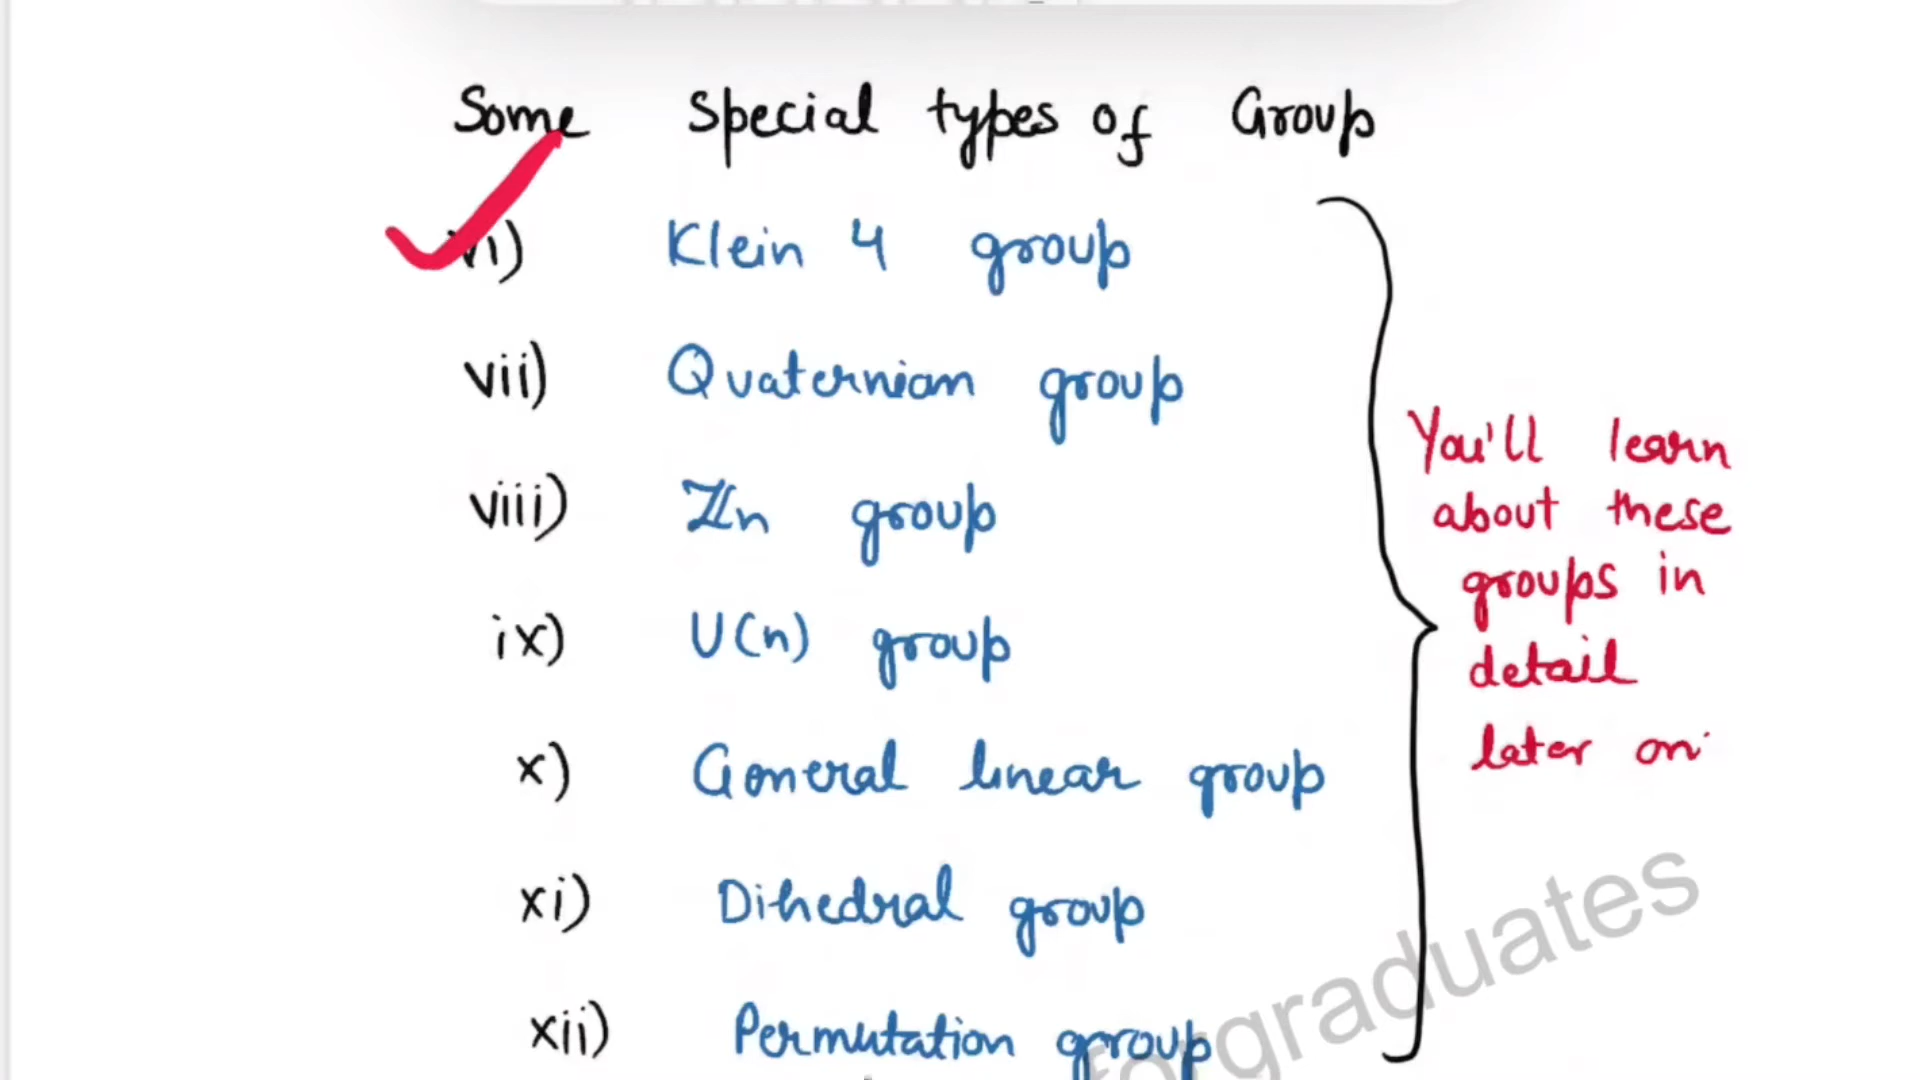 Some Special types of Group
vi) Klein 4 group
vii) Quaternion group
viii) ℤn group
ix) U(n) group
x) General linear group
xi) Dihedral group
xii) Permutation group
You'll learn
about these
groups in
detail
later on.
forgraduates